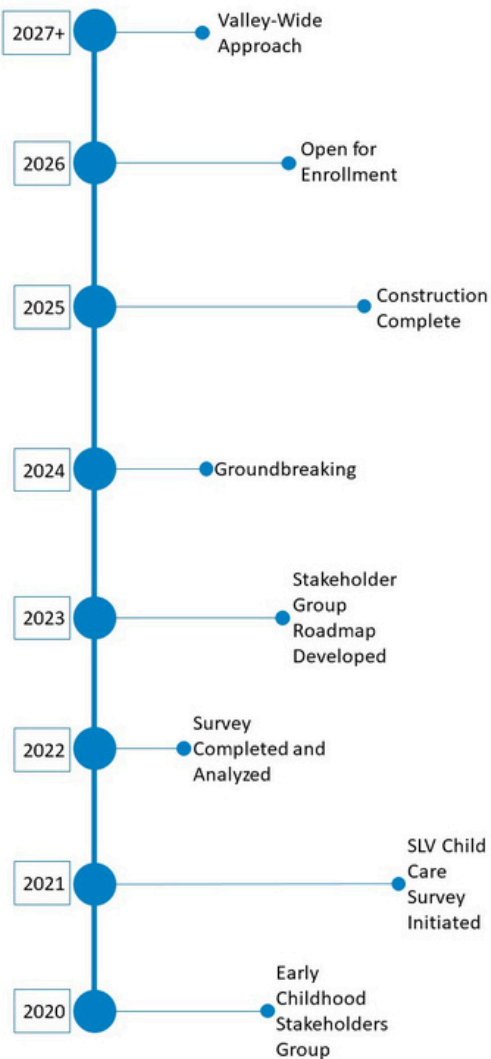 2027+
Valley-Wide
Approach
2026
Open for
Enrollment
2025
Construction
Complete
2024
Groundbreaking
2023
Stakeholder
Group
Roadmap
Developed
2022
Survey
Completed and
Analyzed
2021
SLV Child
Care
Survey
Initiated
2020
Early
Childhood
Stakeholders
Group